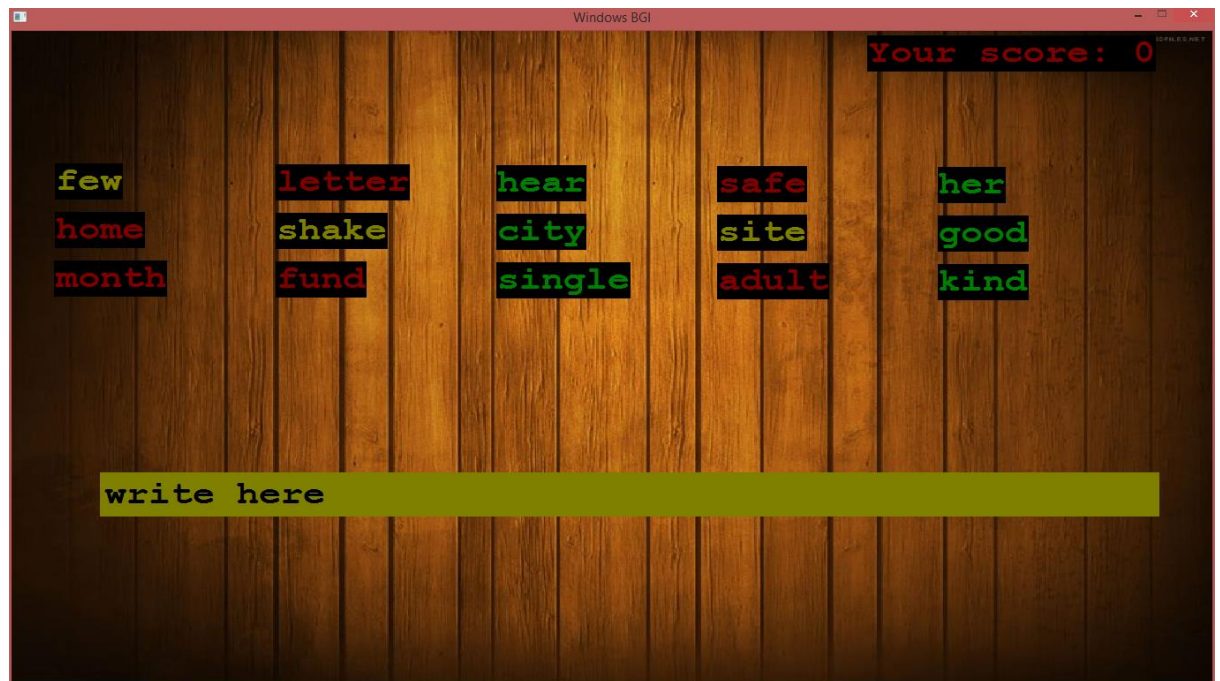 Windows BGI
Your score: 0
few letter hear safe her
home shake city site good
month fund single adult kind
write here